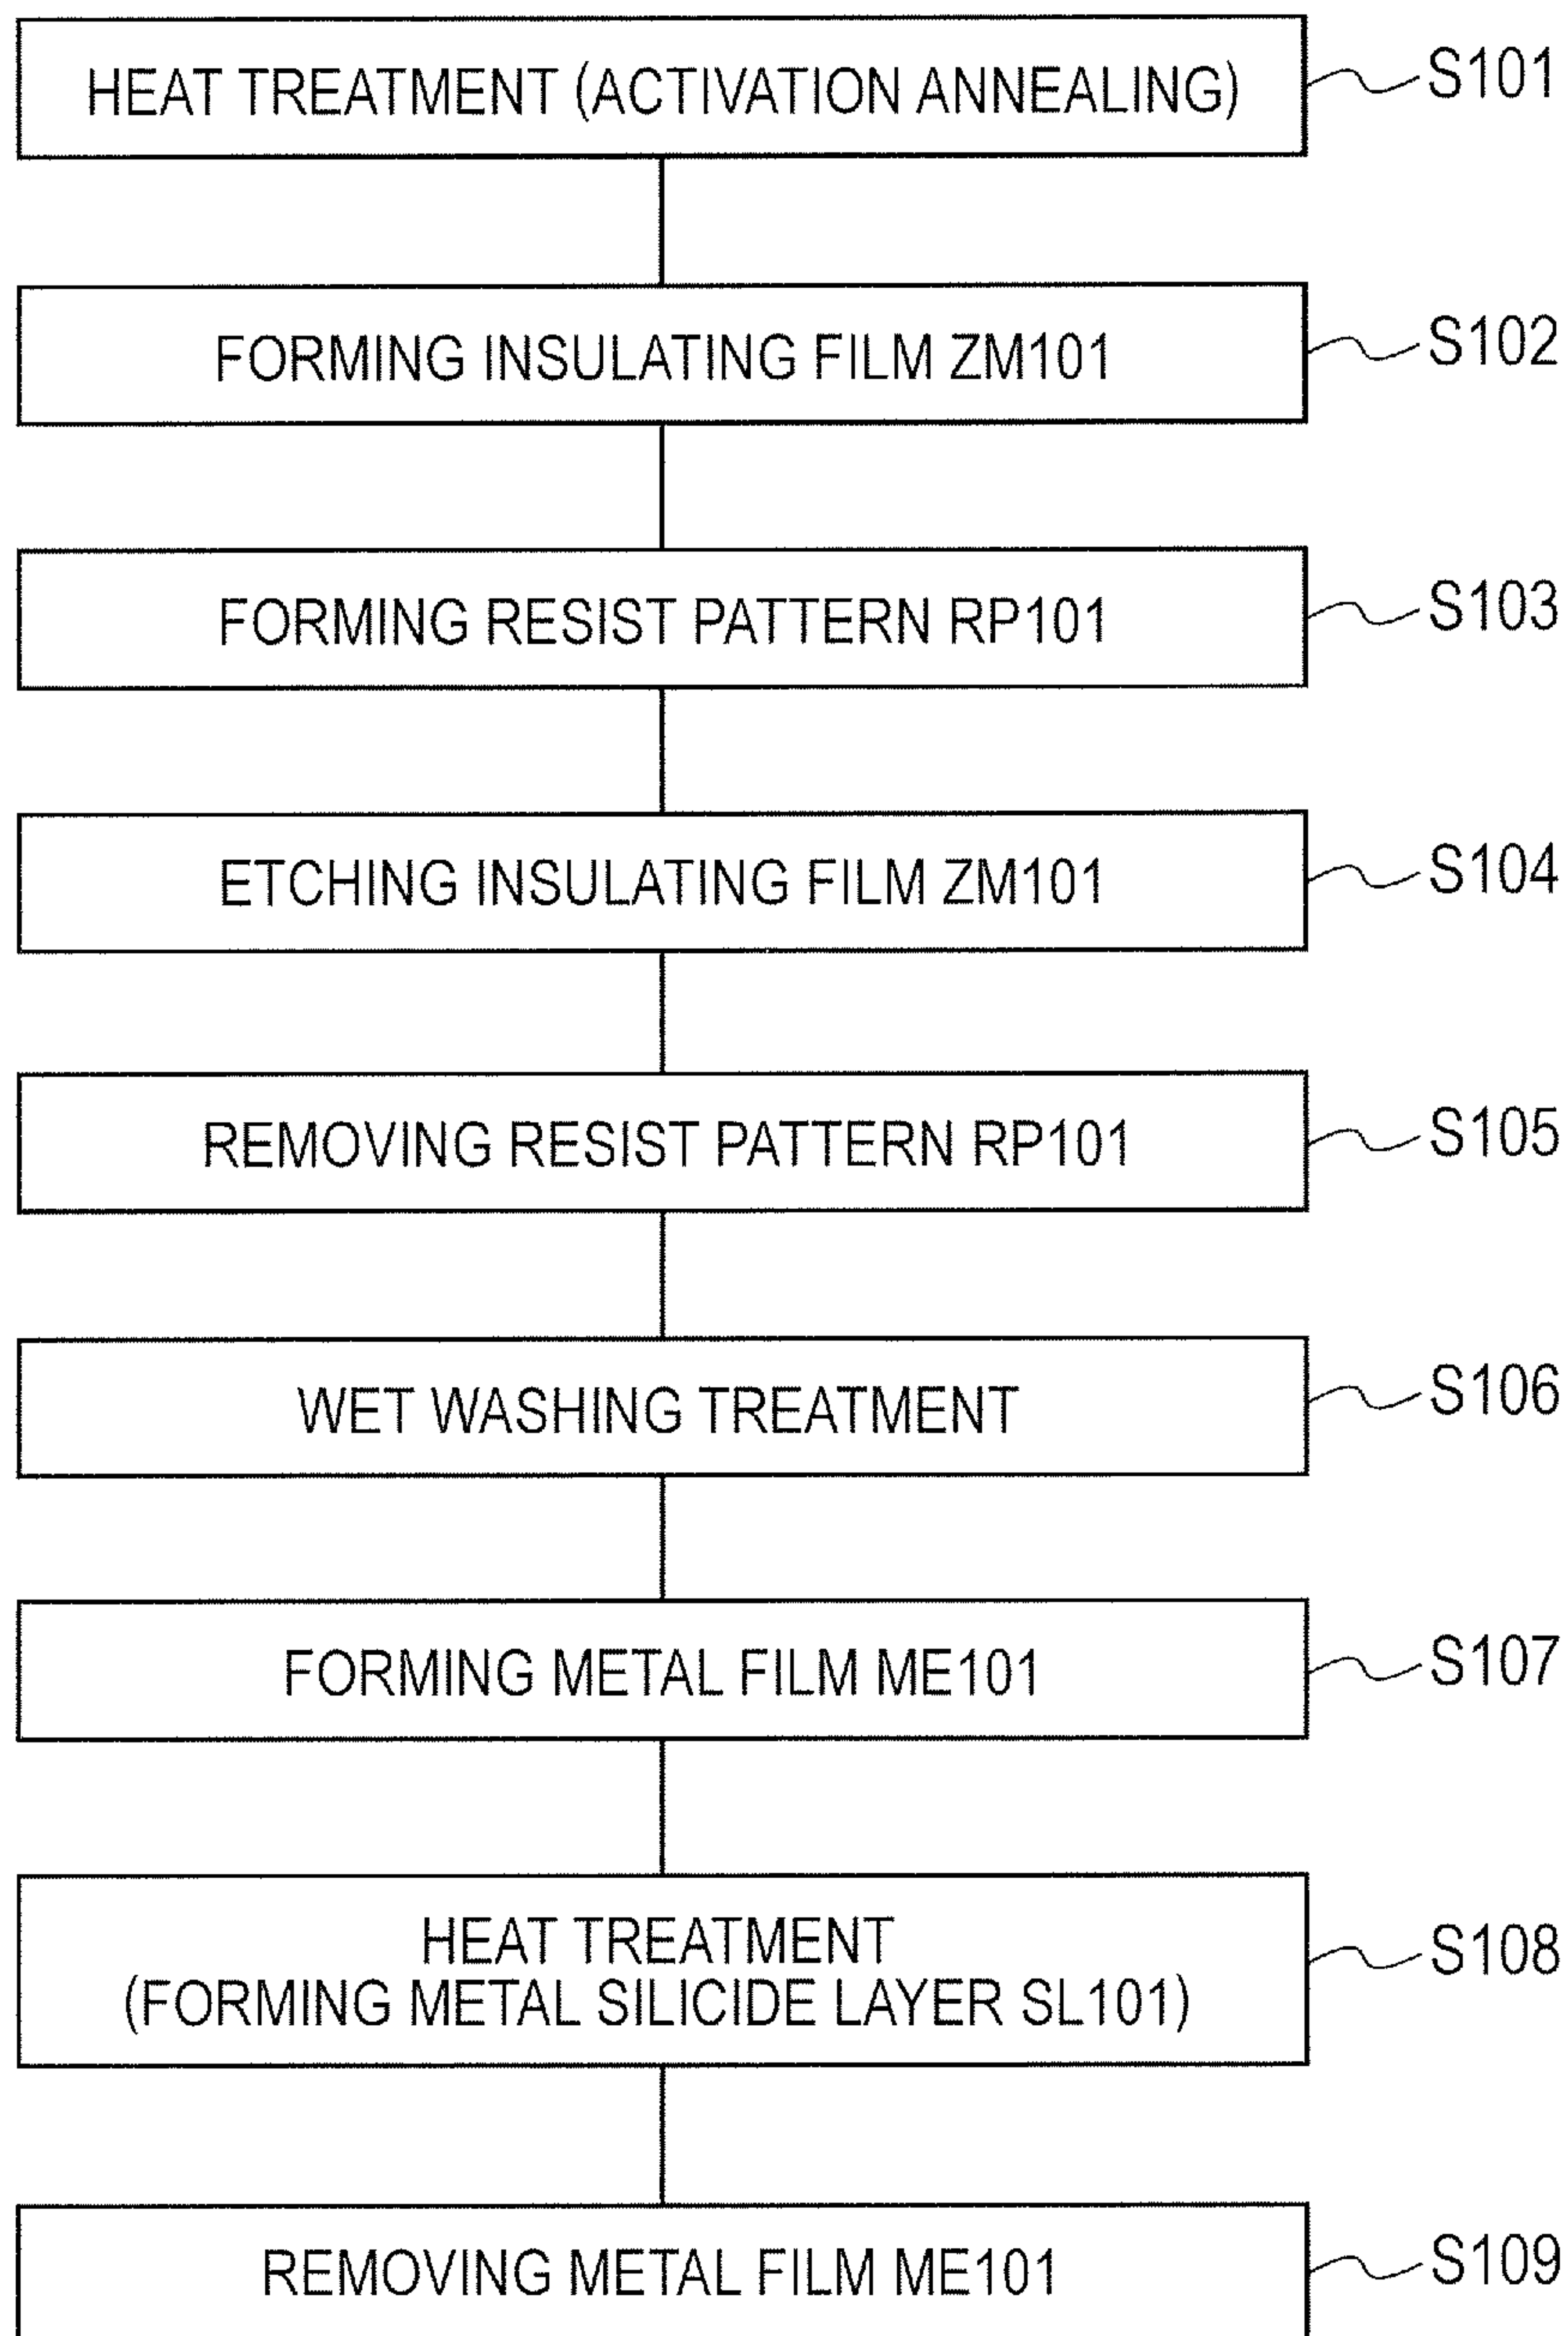 HEAT TREATMENT (ACTIVATION ANNEALING)
S101
FORMING INSULATING FILM ZM101
S102
FORMING RESIST PATTERN RP101
S103
ETCHING INSULATING FILM ZM101
S104
REMOVING RESIST PATTERN RP101
S105
WET WASHING TREATMENT
S106
FORMING METAL FILM ME101
S107
HEAT TREATMENT
(FORMING METAL SILICIDE LAYER SL101)
S108
REMOVING METAL FILM ME101
S109